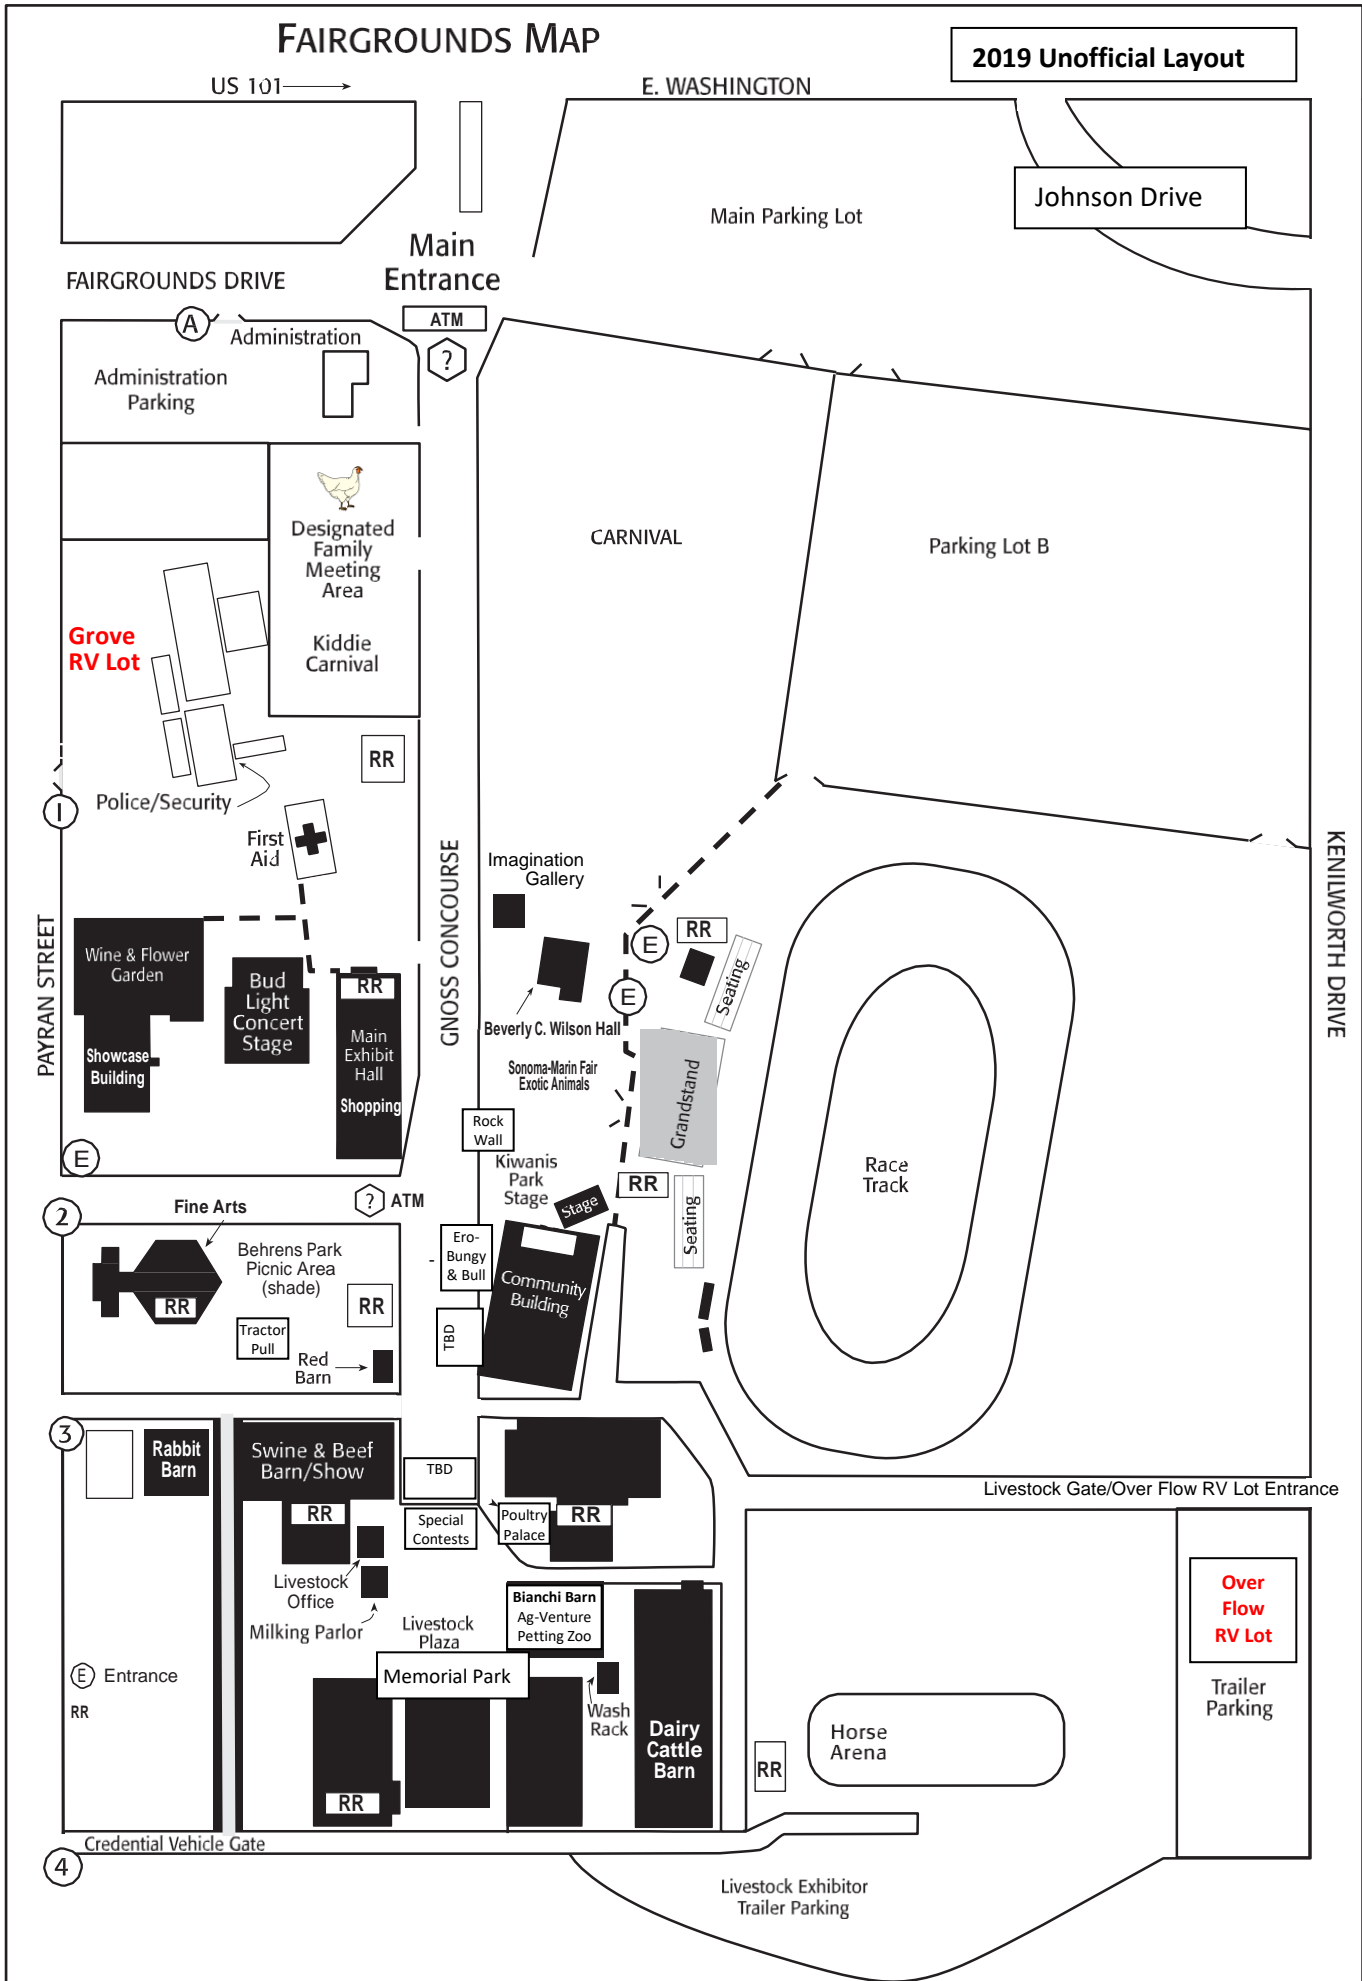 FAIRGROUNDS MAP
2019 Unofficial Layout
US 101
E. WASHINGTON
Johnson Drive
Main Parking Lot
Main
Entrance
FAIRGROUNDS DRIVE
ATM
A
Administration
?
Administration
Parking
Designated
Family
Meeting
Area
CARNIVAL
Parking Lot B
Grove
RV Lot
Kiddie
Carnival
RR
Police/Security
I
First
Aid
GNOSS CONCOURSE
Imagination
Gallery
KENILWORTH DRIVE
PAYRAN STREET
Wine & Flower
Garden
Bud
Light
Concert
Stage
RR
Main
Exhibit
Hall
Shopping
Showcase
Building
E
RR
Seating
E
Beverly C. Wilson Hall
Sonoma-Marin Fair
Exotic Animals
Grandstand
Rock
Wall
Kiwanis
Park
Stage
Stage
RR
Seating
Race
Track
E
? ATM
2
Fine Arts
Behrens Park
Picnic Area
(shade)
RR
RR
Tractor
Pull
Red
Barn
Ero-
Bungy
& Bull
Community
Building
TBD
3
Rabbit
Barn
Swine & Beef
Barn/Show
TBD
Livestock Gate/Over Flow RV Lot Entrance
RR
Special
Contests
Poultry
Palace
RR
Livestock
Office
Milking Parlor
Livestock
Plaza
Bianchi Barn
Ag-Venture
Petting Zoo
Over
Flow
RV Lot
E Entrance
RR
Memorial Park
Wash
Rack
Dairy
Cattle
Barn
Trailer
Parking
Horse
Arena
RR
RR
Credential Vehicle Gate
4
Livestock Exhibitor
Trailer Parking